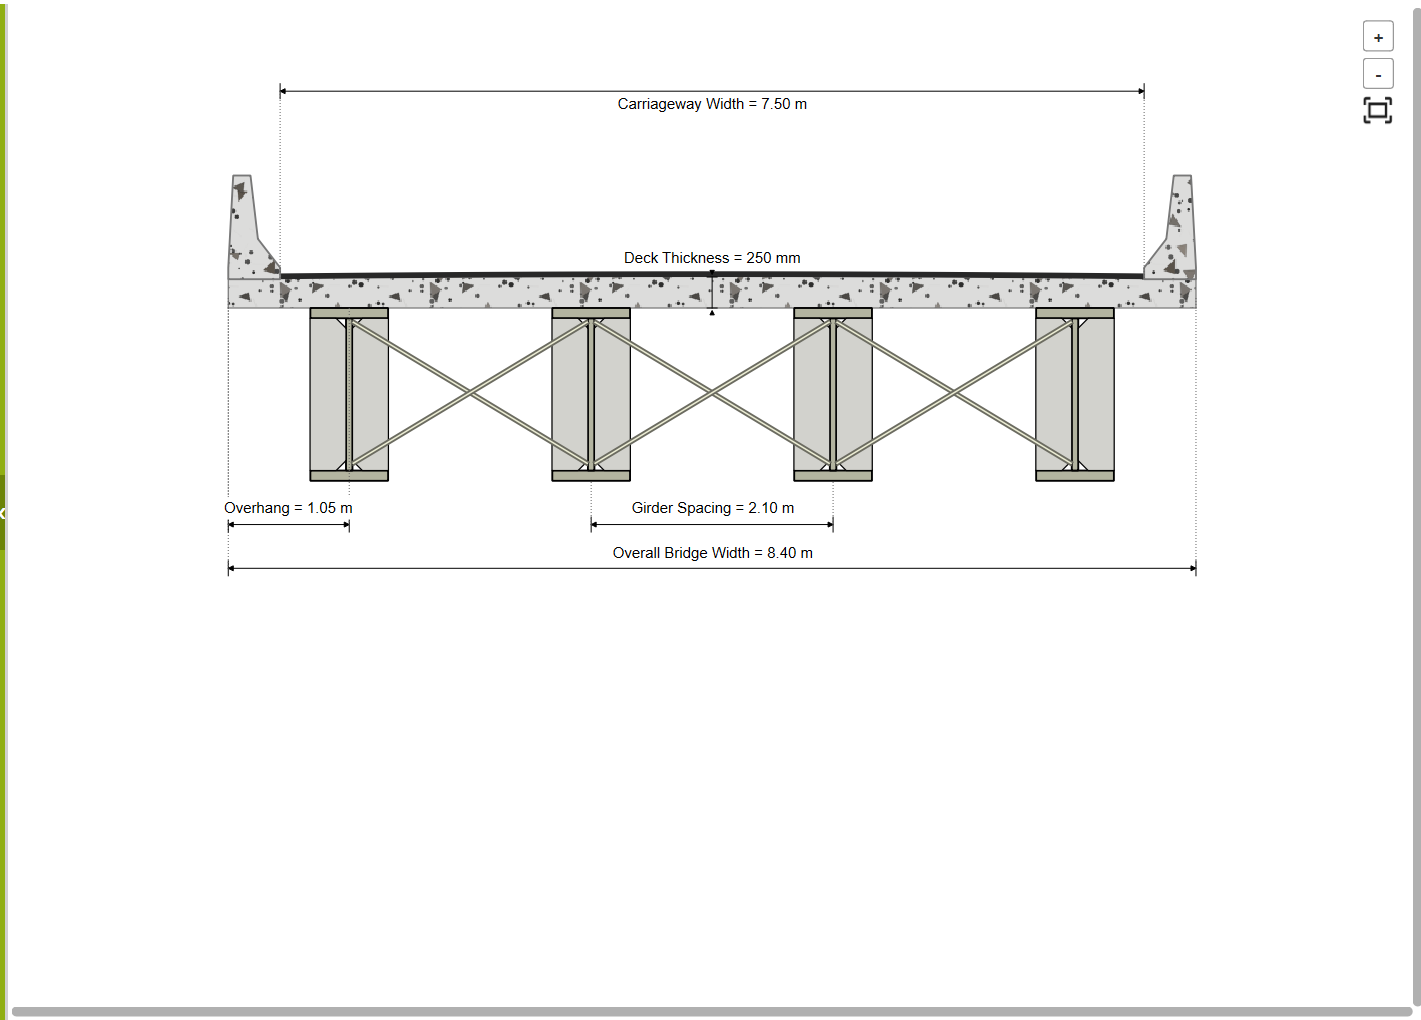 +
Carriageway Width = 7.50 m
-
Deck Thickness = 250 mm
Overhang = 1.05 m
Girder Spacing = 2.10 m
Overall Bridge Width = 8.40 m